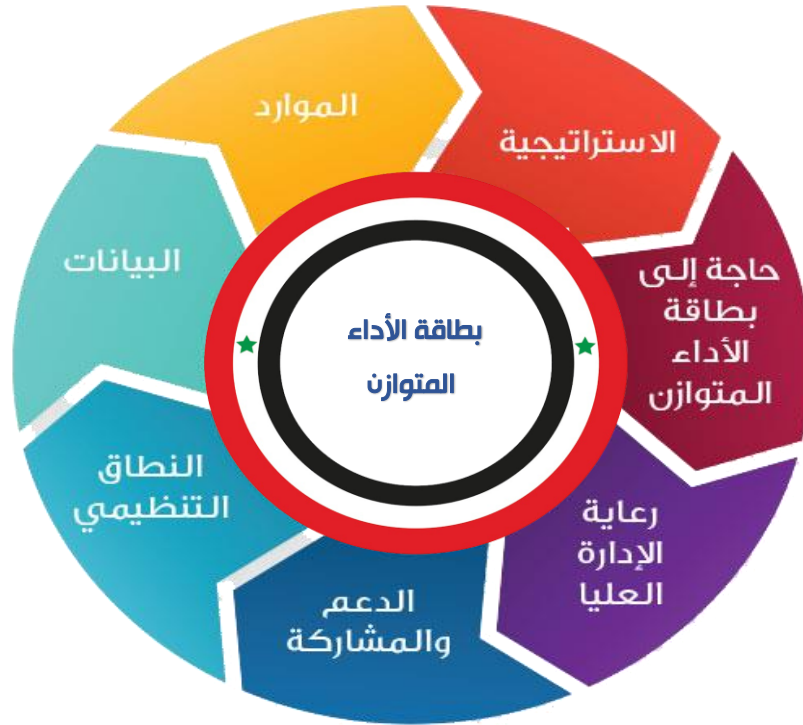 الاستراتيجية
حاجة إلى
بطاقة
الأداء
المتوازن
رعاية
الإدارة
العليا
الدعم
والمشاركة
النطاق
التنظيمي
البيانات
الموارد
بطاقة الأداء
المتوازن